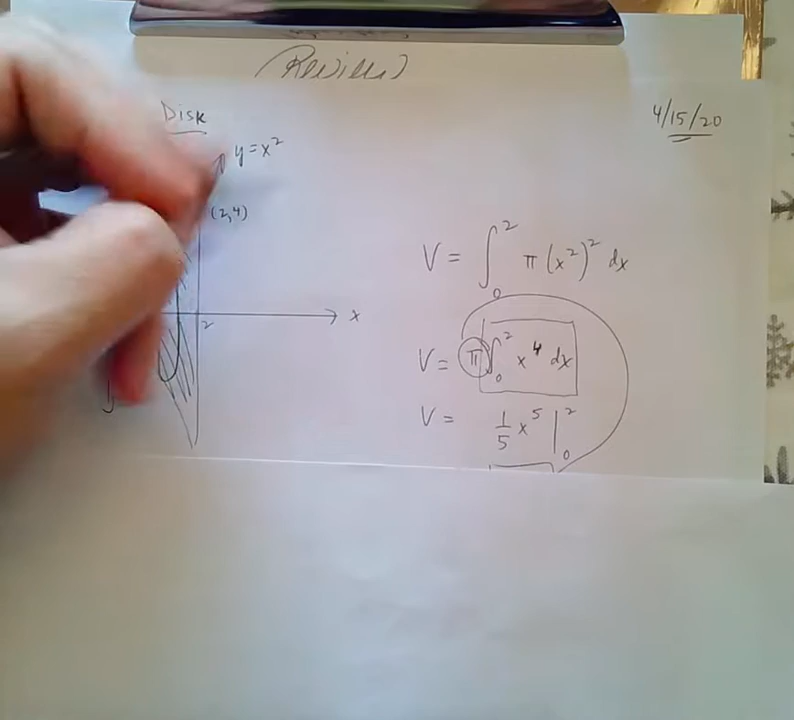 (Review)
Disk
4/15/20
y=x²
(2,4)
x
2
V = ∫₀² π(x²)² dx
V = π ∫₀² x⁴ dx
V = 1/5 x⁵ |₀²